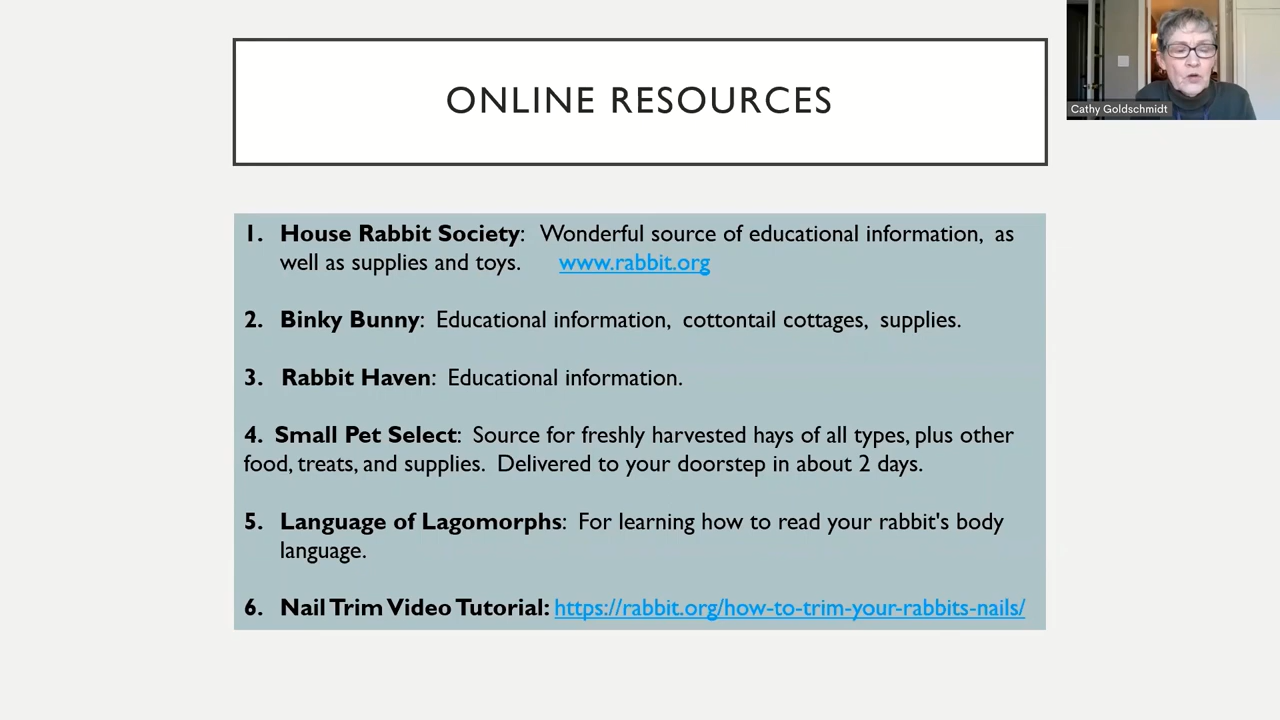 ONLINE RESOURCES
Cathy Goldschmidt
1. House Rabbit Society: Wonderful source of educational information, as
well as supplies and toys. www.rabbit.org
2. Binky Bunny: Educational information, cottontail cottages, supplies.
3. Rabbit Haven: Educational information.
4. Small Pet Select: Source for freshly harvested hays of all types, plus other
food, treats, and supplies. Delivered to your doorstep in about 2 days.
5. Language of Lagomorphs: For learning how to read your rabbit's body
language.
6. Nail Trim Video Tutorial: https://rabbit.org/how-to-trim-your-rabbits-nails/